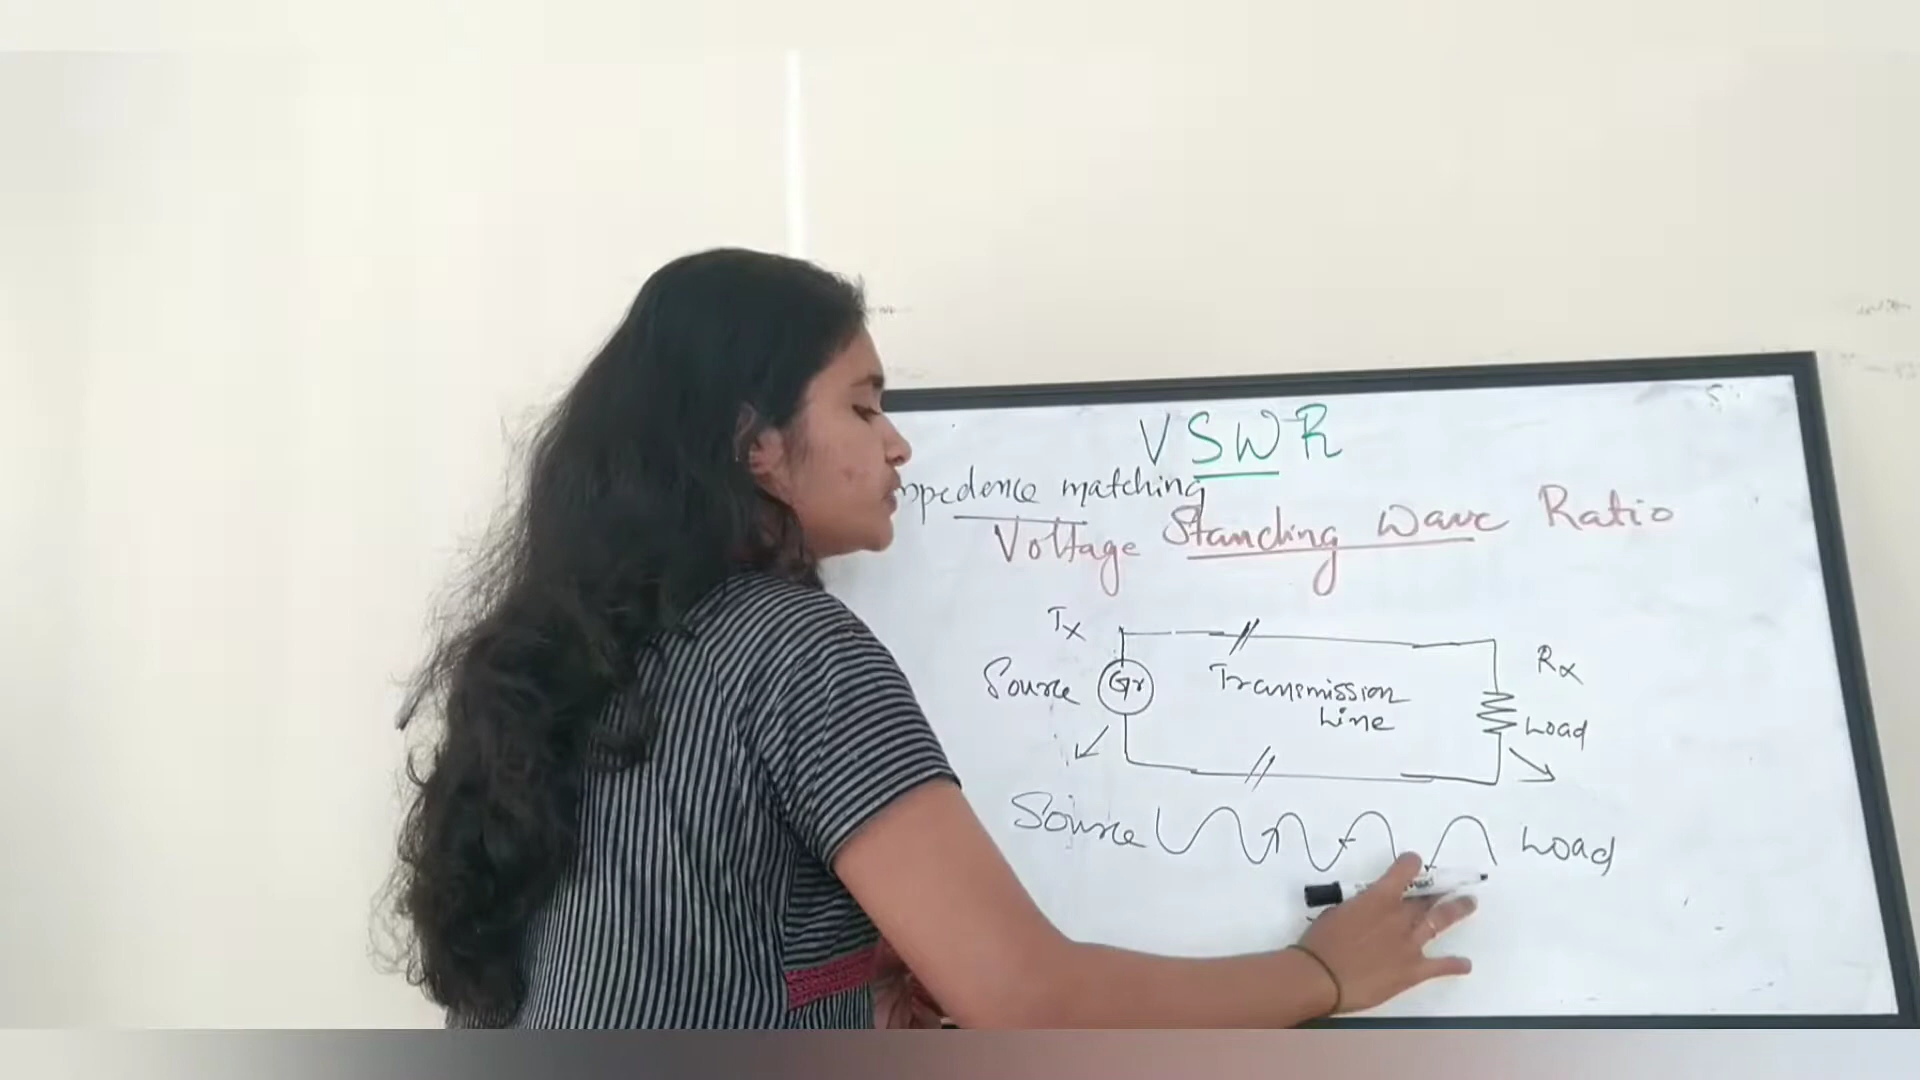 VSWR
mpedence matching
Voltage Standing Wave Ratio
Tx
Rx
Source Gr Transmission
Line
Load
Source Load